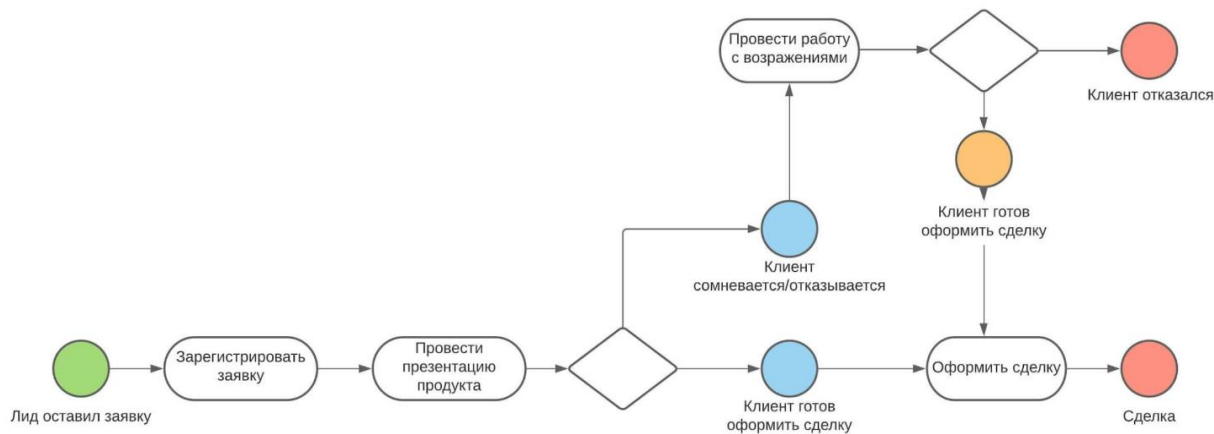 Провести работу
с возражениями
Клиент отказался
Клиент готов
оформить сделку
Клиент
сомневается/отказывается
Зарегистрировать
заявку
Провести
презентацию
продукта
Оформить сделку
Лид оставил заявку
Клиент готов
оформить сделку
Сделка